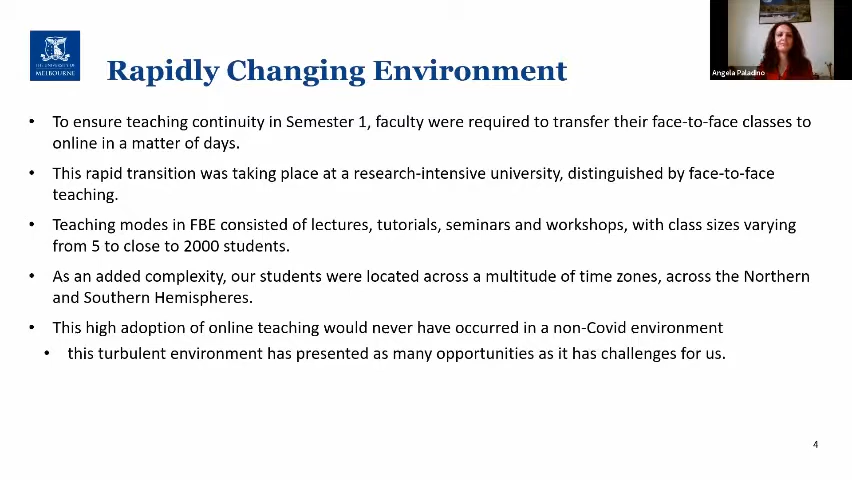 THE UNIVERSITY OF
MELBOURNE
Rapidly Changing Environment
Angela Paladino
• To ensure teaching continuity in Semester 1, faculty were required to transfer their face-to-face classes to
online in a matter of days.
• This rapid transition was taking place at a research-intensive university, distinguished by face-to-face
teaching.
• Teaching modes in FBE consisted of lectures, tutorials, seminars and workshops, with class sizes varying
from 5 to close to 2000 students.
• As an added complexity, our students were located across a multitude of time zones, across the Northern
and Southern Hemispheres.
• This high adoption of online teaching would never have occurred in a non-Covid environment
• this turbulent environment has presented as many opportunities as it has challenges for us.
4